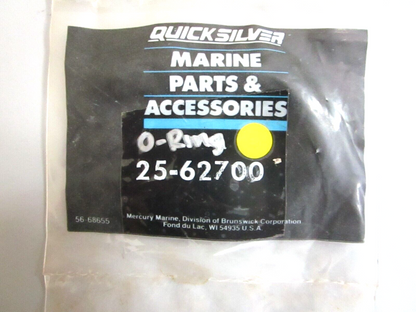 QUICKSILVER
MARINE
PARTS &
ACCESSORIES
O-Ring
25-62700
56-68655
Mercury Marine, Division of Brunswick Corporation
Fond du Lac, WI 54935 U.S.A.